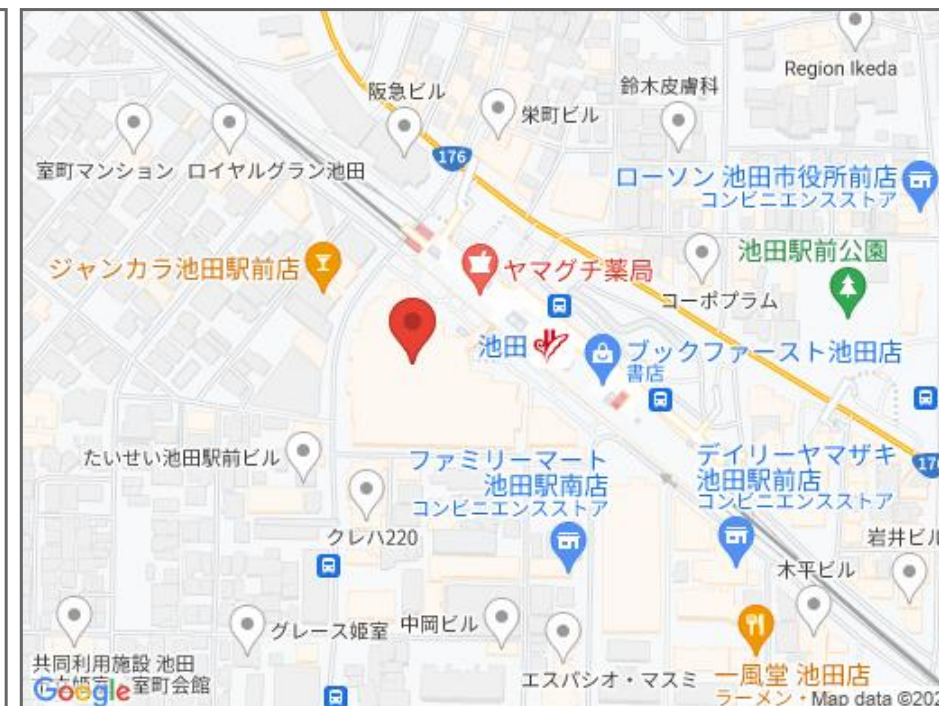 Region Ikeda
阪急ビル
鈴木皮膚科
栄町ビル
176
室町マンション
ロイヤルグラン池田
ローソン 池田市役所前店
コンビニエンスストア
池田駅前公園
ジャンカラ池田駅前店
ヤマグチ薬局
コーポプラム
池田
ブックファースト池田店
書店
たいせい池田駅前ビル
ファミリーマート
池田駅南店
コンビニエンスストア
デイリーヤマザキ
池田駅前店
コンビニエンスストア
クレハ220
岩井ビル
木平ビル
グレース姫室
中岡ビル
共同利用施設 池田
室町会館
Google
エスパシオ・マスミ
一風堂 池田店
ラーメン・
Map data